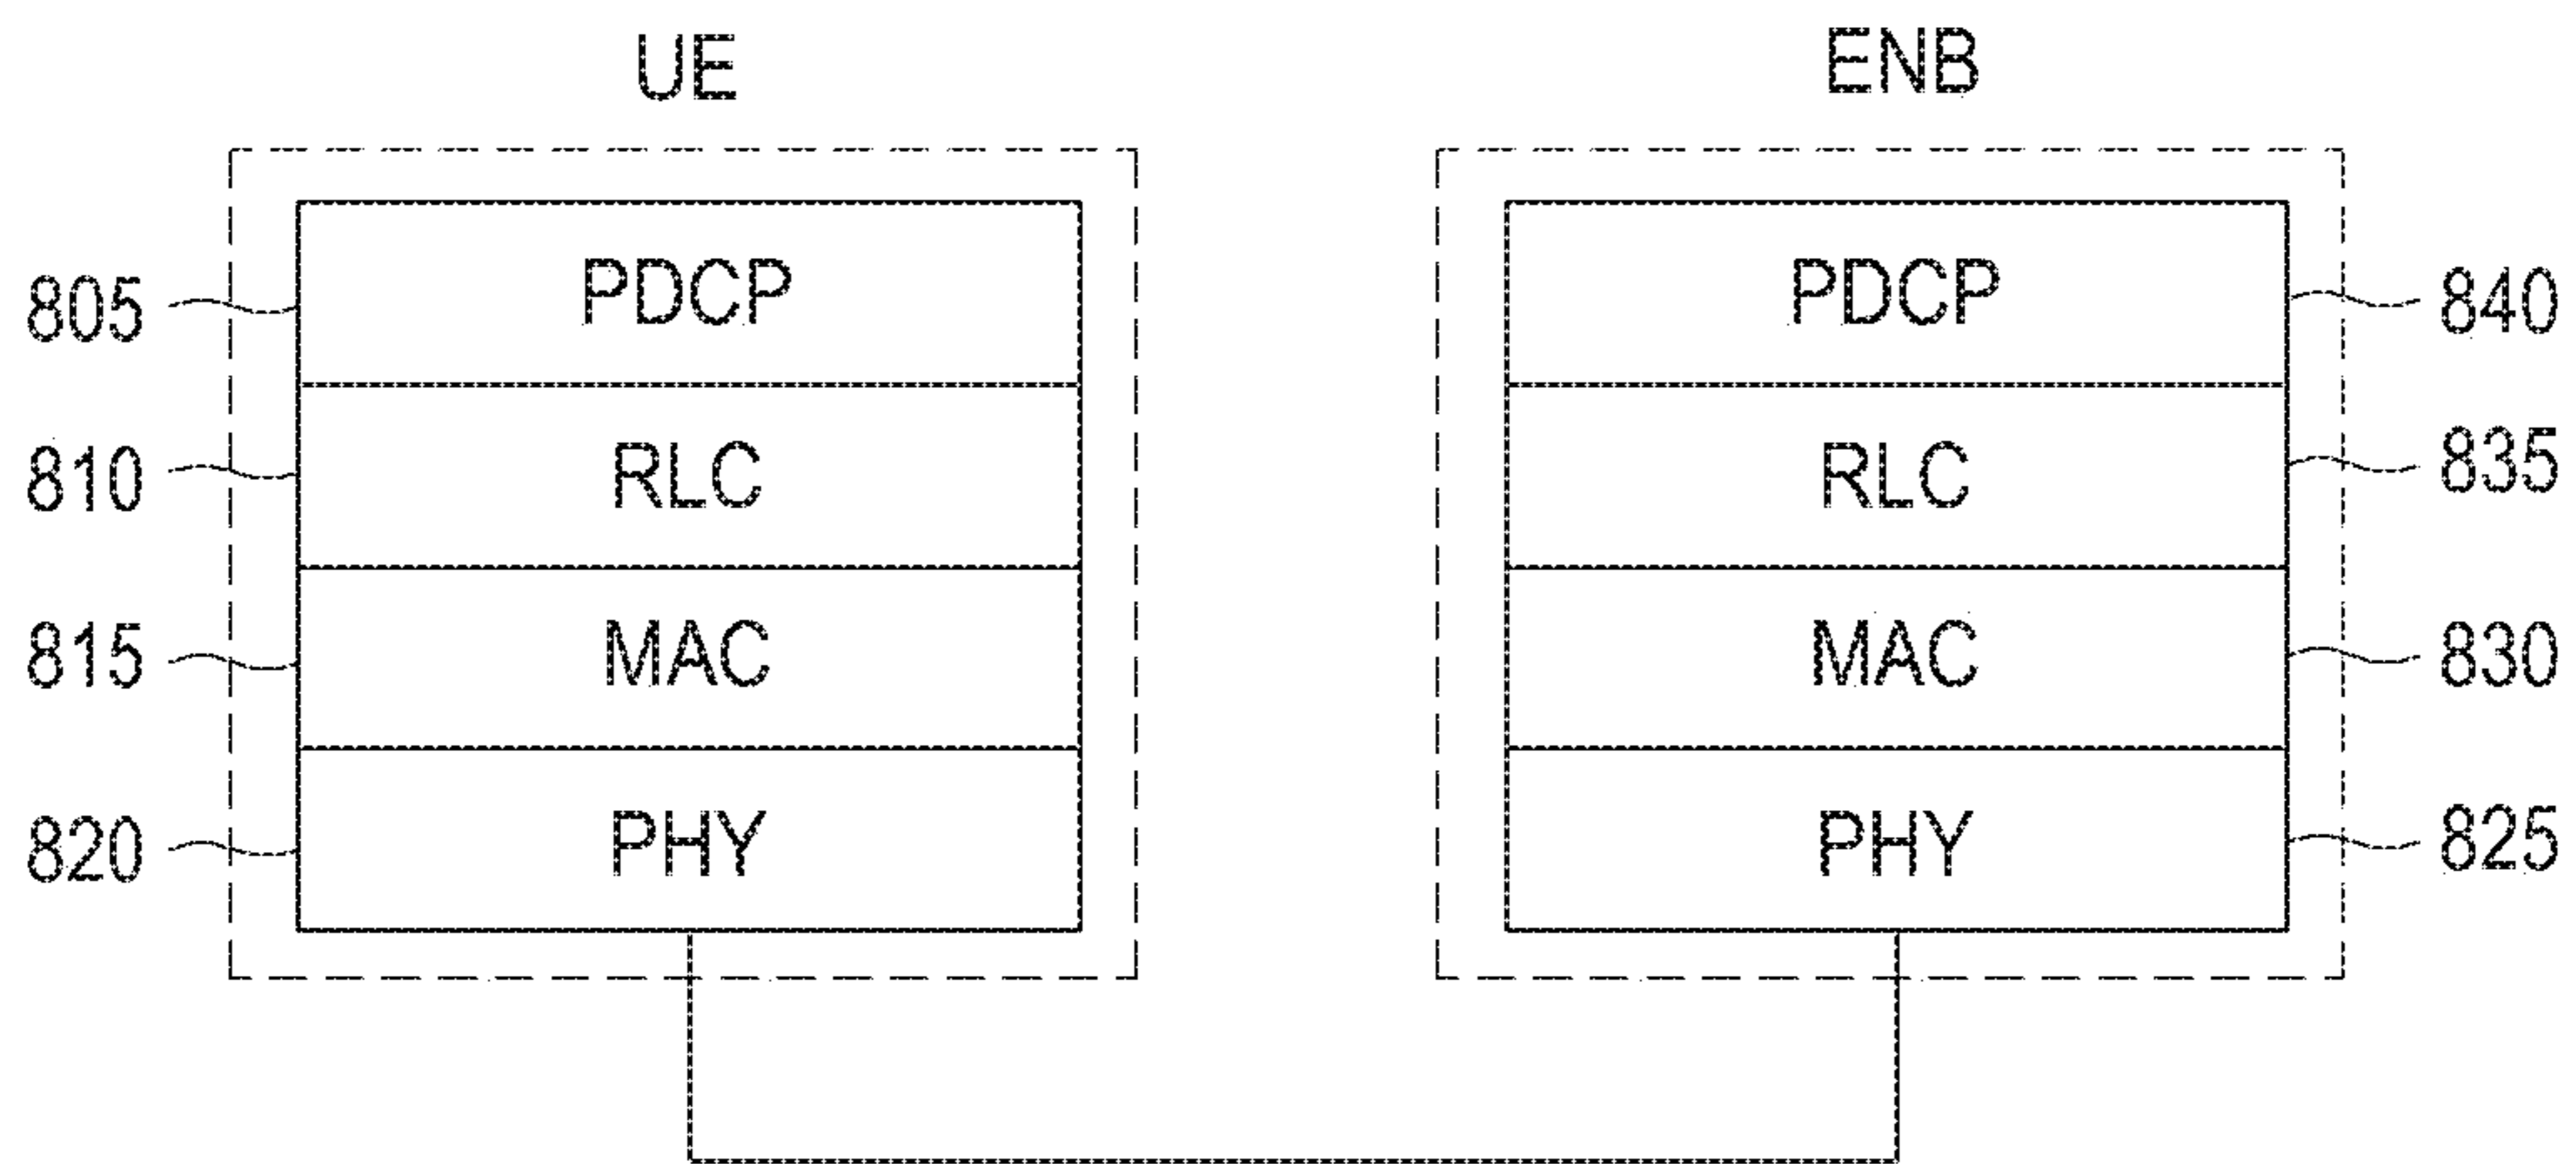 UE ENB
805 PDCP PDCP 840
810 RLC RLC 835
815 MAC MAC 830
820 PHY PHY 825